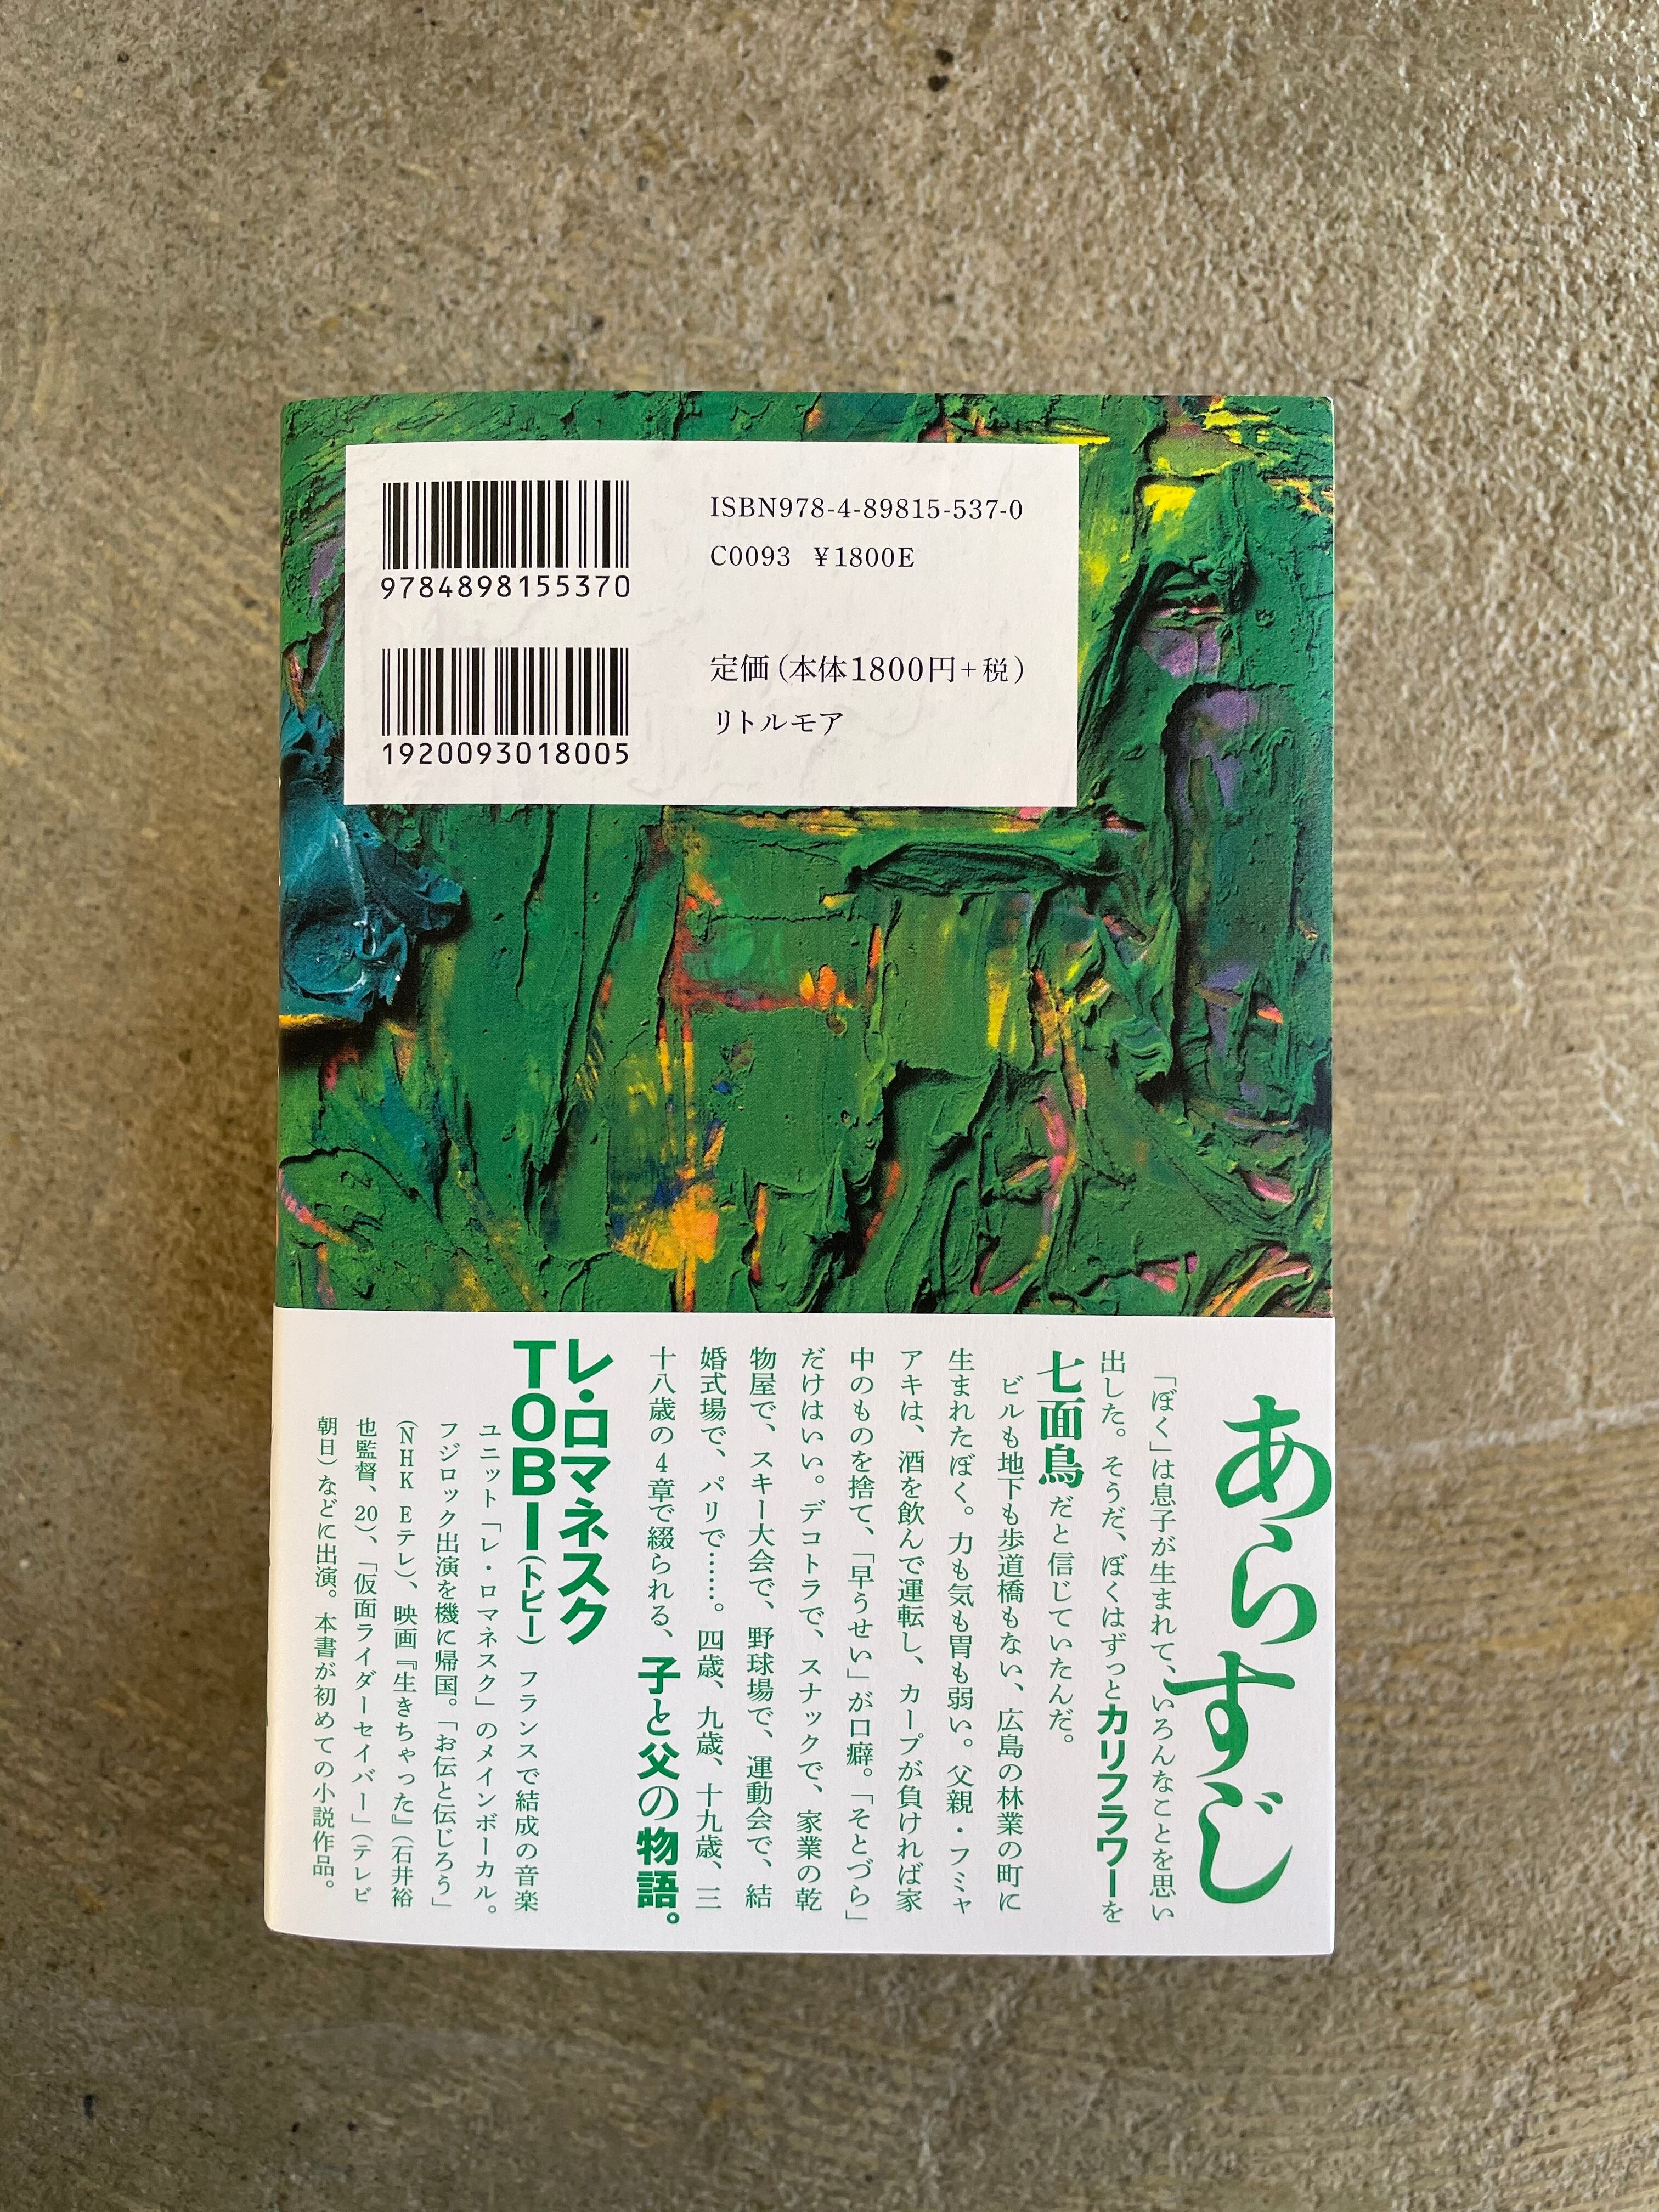 ISBN978-4-89815-537-0
C0093 ¥1800E
9784898155370
定価(本体1800円+税)
リトルモア
1920093018005
あらすじ
「ぼく」は息子が生まれて、いろんなことを思い
出した。そうだ、ぼくはずっとカリフラワーを
七面鳥だと信じていたんだ。
ビルも地下も歩道橋もない、広島の林業の町に
生まれたぼく。力も気も胃も弱い。父親・フミャ
アキは、酒を飲んで運転し、カープが負ければ家
中のものを捨て、「早うせい」が口癖。「そとづら」
だけはいい。デコトラで、スナックで、家業の乾
物屋で、スキー大会で、野球場で、運動会で、結
婚式場で、パリで……。四歳、九歳、十九歳、三
十八歳の4章で綴られる、子と父の物語。
レ・ロマネスク
TOBI(トビー) フランスで結成の音楽
ユニット「レ・ロマネスク」のメインボーカル。
フジロック出演を機に帰国。「お伝と伝じろう」
(NHK Eテレ)、映画『生きちゃった』(石井裕
也監督、20)、「仮面ライダーセイバー」(テレビ
朝日)などに出演。本書が初めての小説作品。